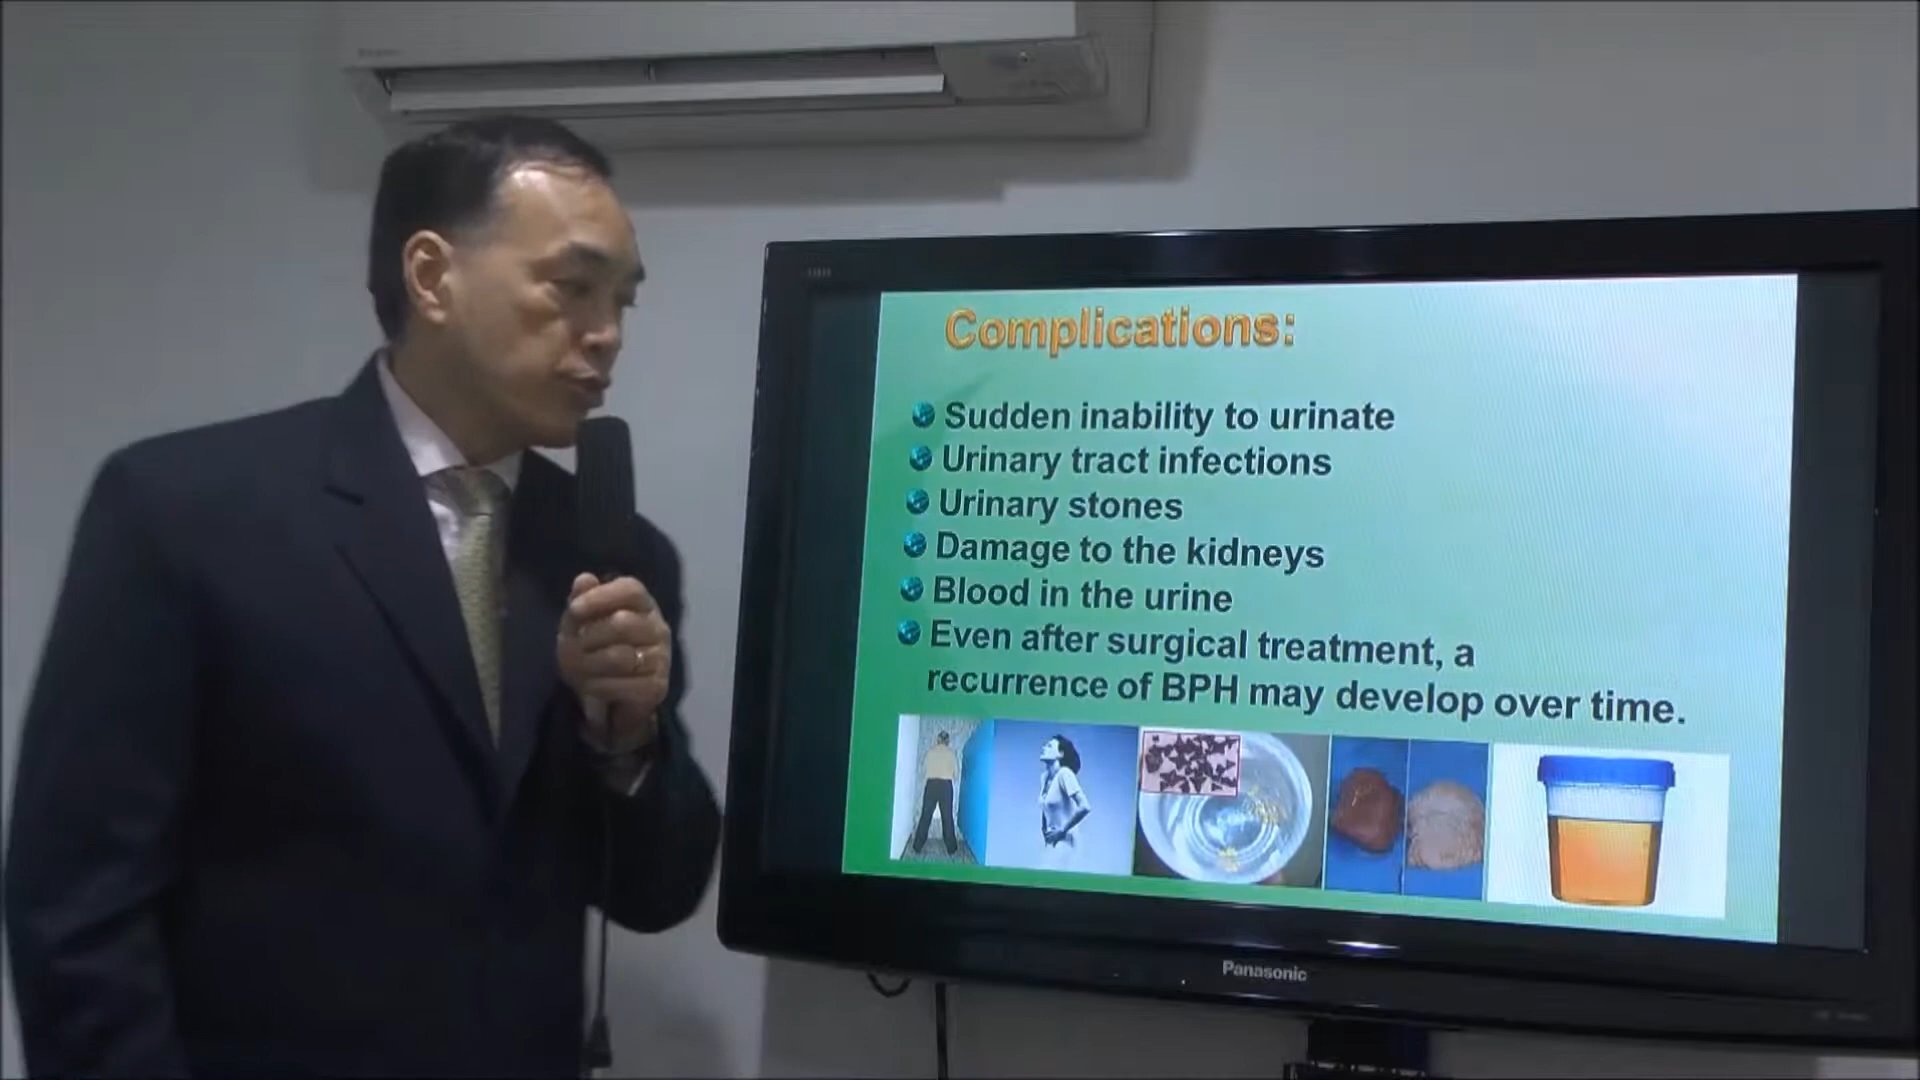 Complications:
Sudden inability to urinate
Urinary tract infections
Urinary stones
Damage to the kidneys
Blood in the urine
Even after surgical treatment, a
recurrence of BPH may develop over time.
Panasonic